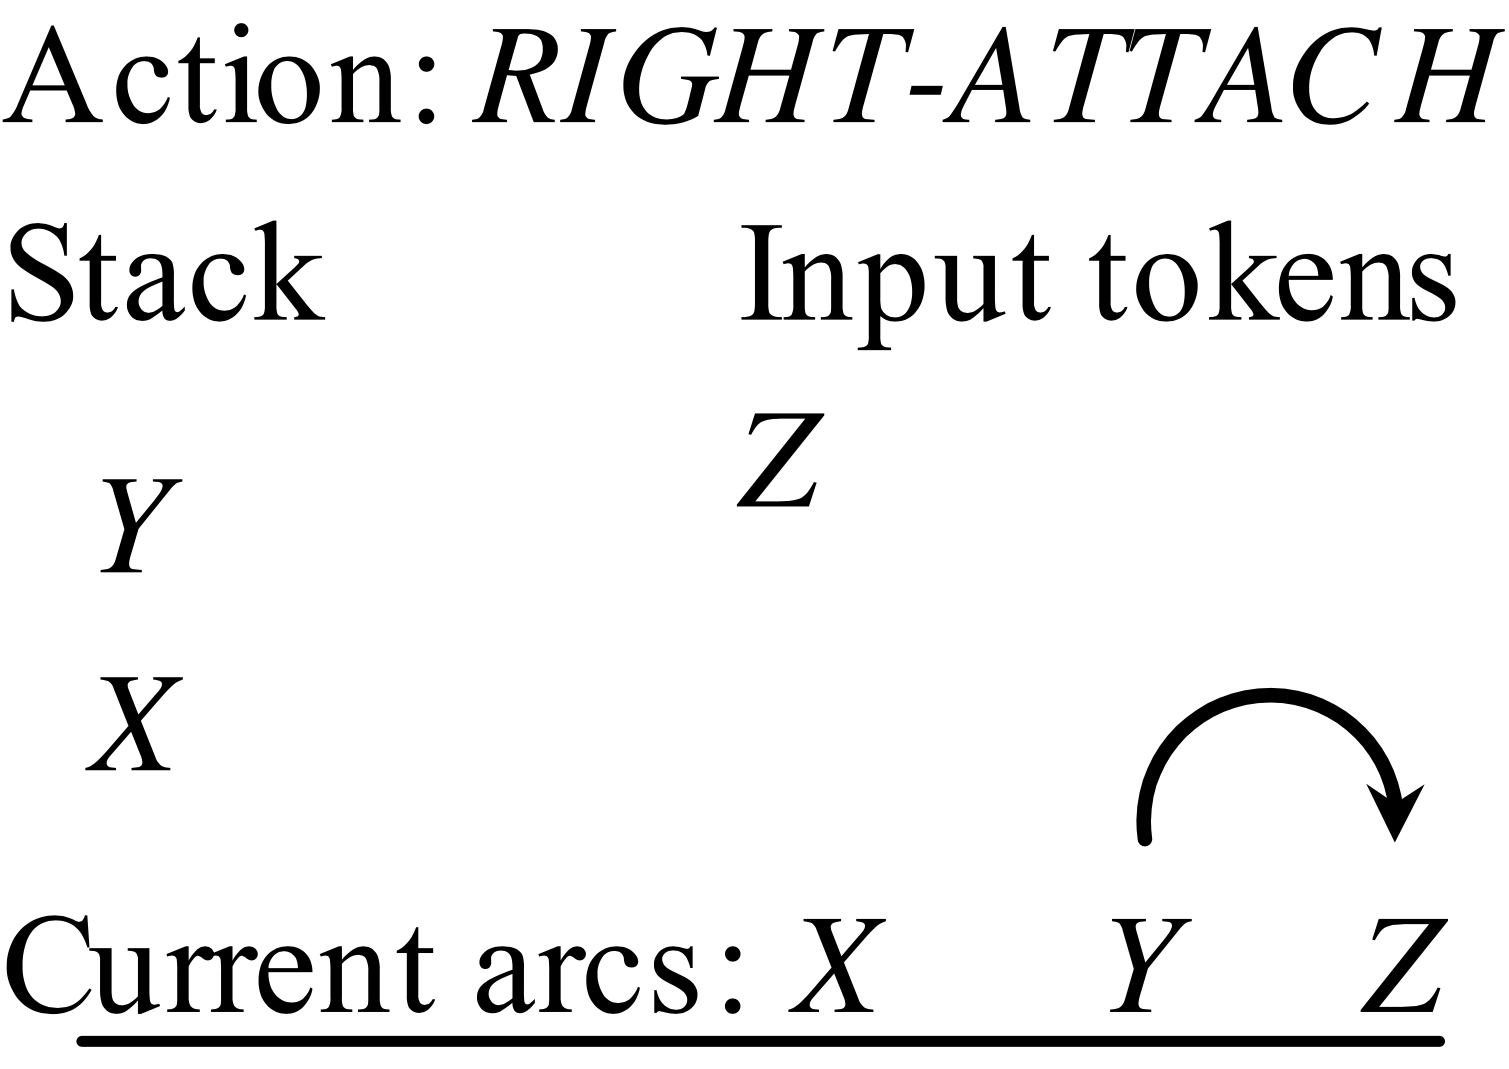 Action: RIGHT-ATTACH
Stack Input tokens
Z
Y
X
Current arcs: X Y Z